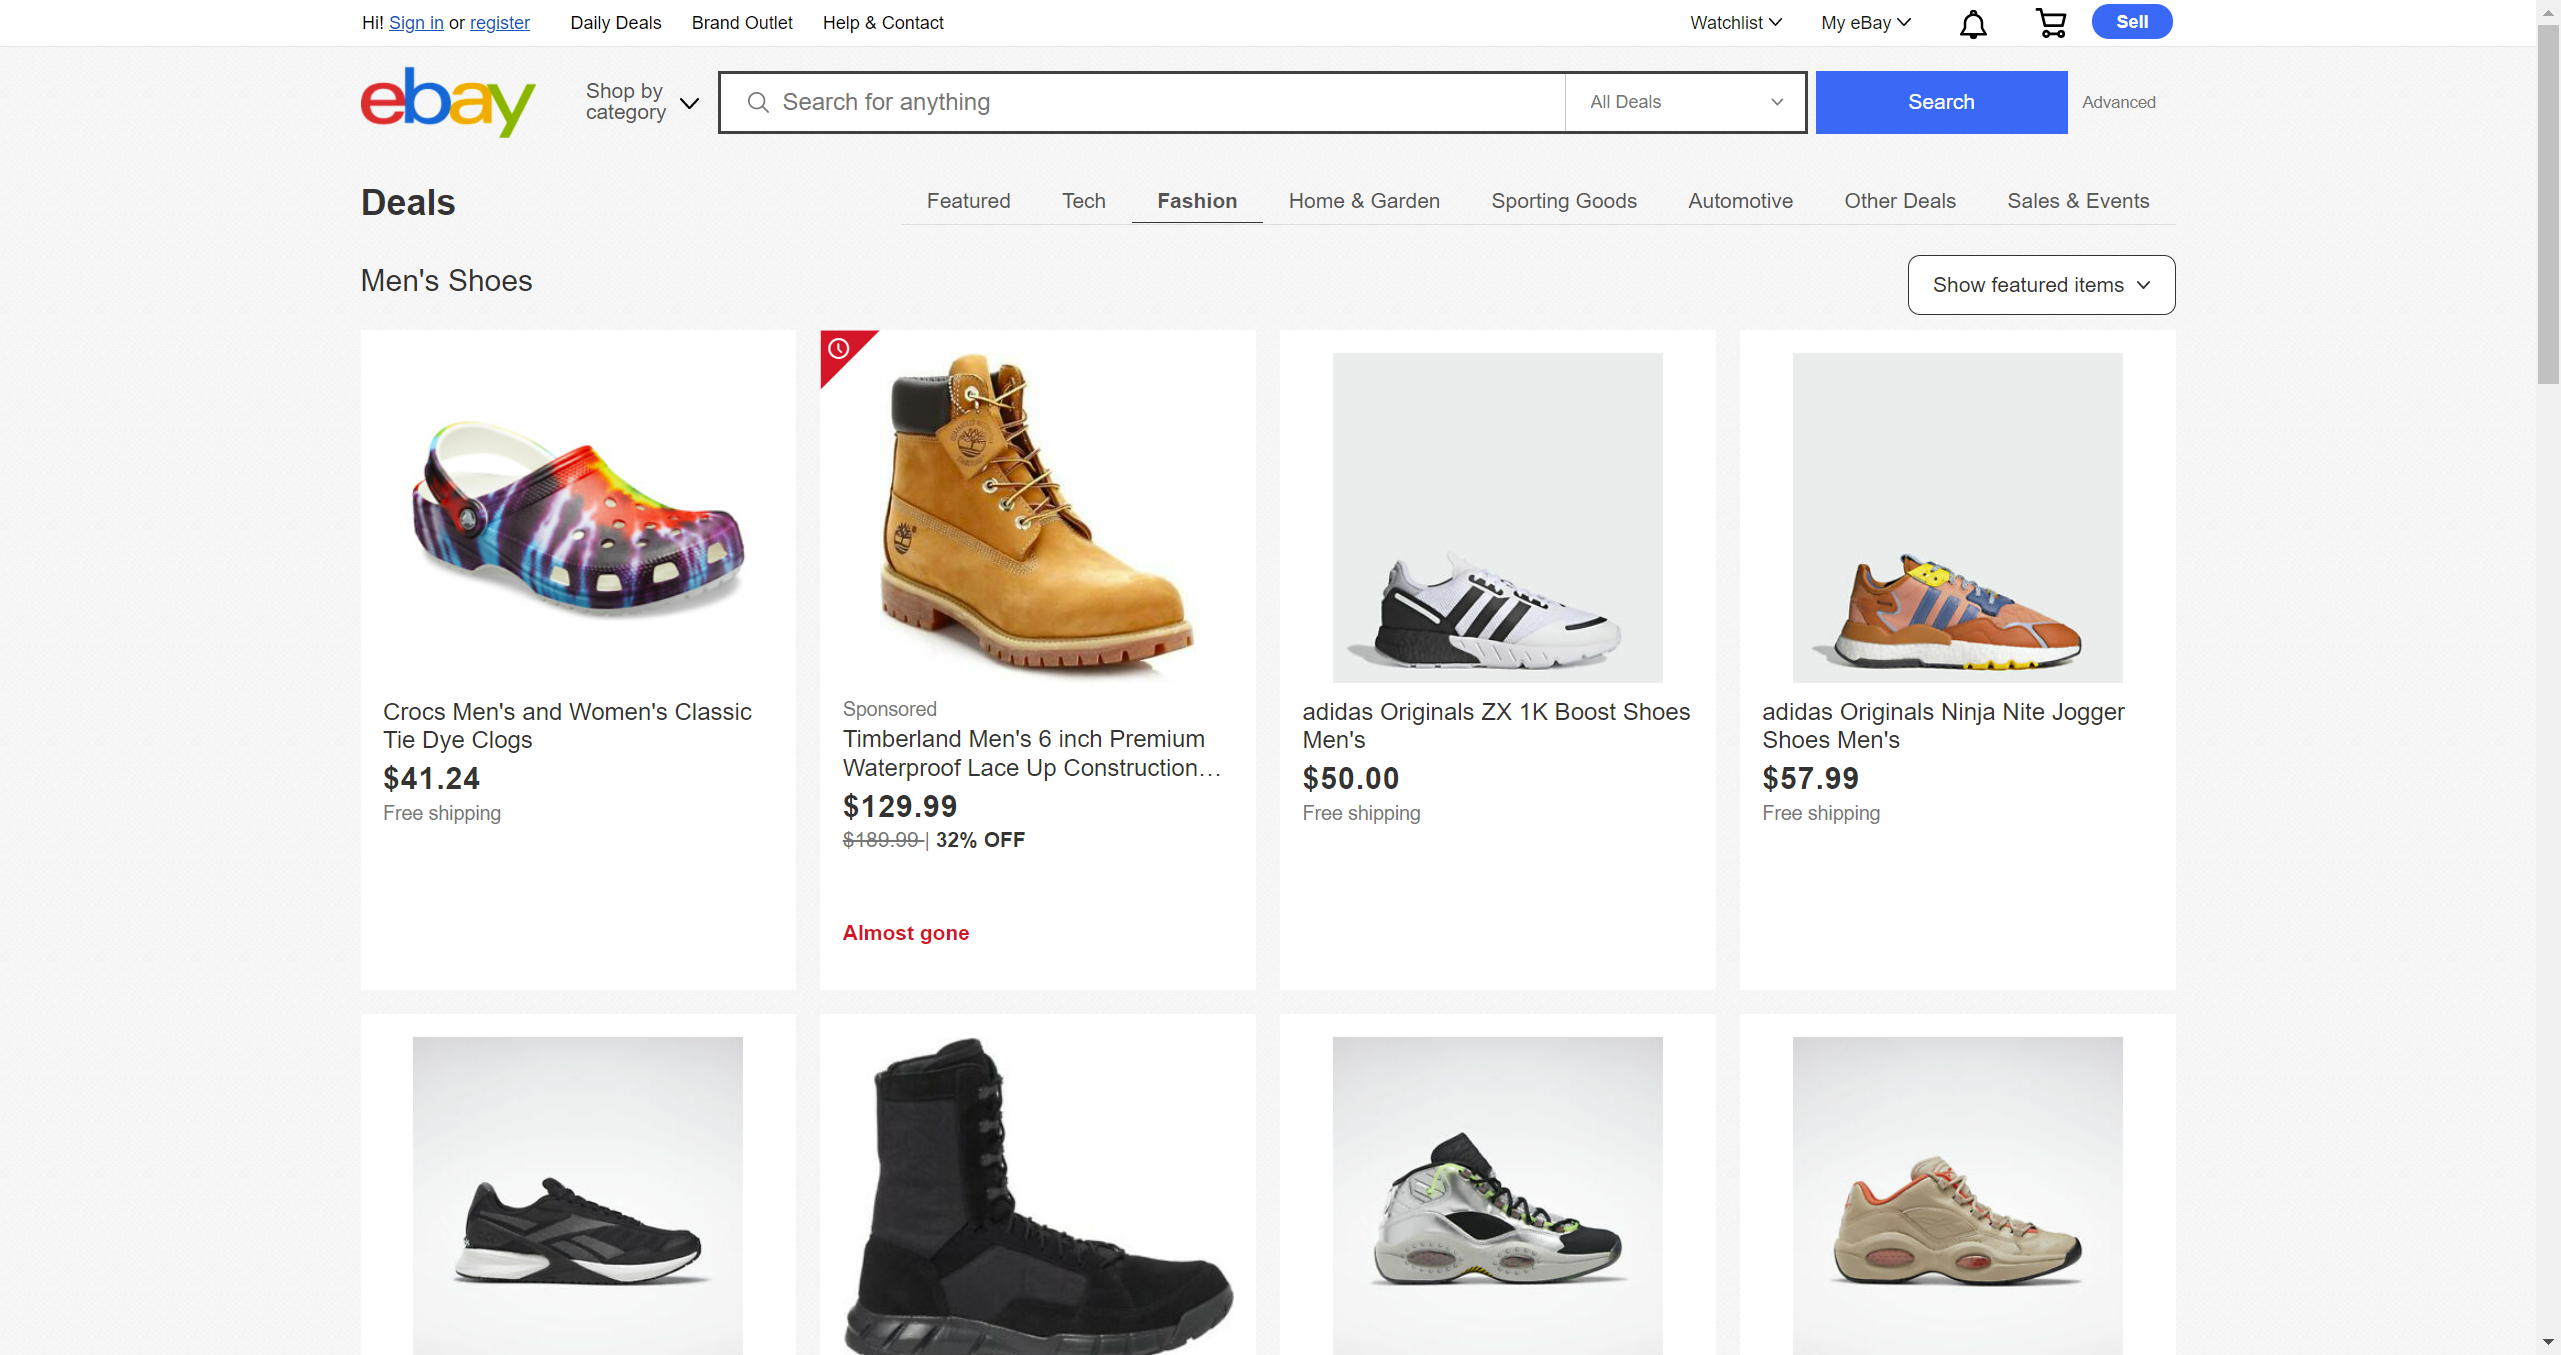 Hi! Sign in or register Daily Deals Brand Outlet Help & Contact Watchlist My eBay Sell
ebay Shop by category Search for anything All Deals Search Advanced
Deals Featured Tech Fashion Home & Garden Sporting Goods Automotive Other Deals Sales & Events
Men's Shoes Show featured items
Crocs Men's and Women's Classic
Tie Dye Clogs
$41.24
Free shipping
Sponsored
Timberland Men's 6 inch Premium
Waterproof Lace Up Construction…
$129.99
$189.99 | 32% OFF
Almost gone
adidas Originals ZX 1K Boost Shoes
Men's
$50.00
Free shipping
adidas Originals Ninja Nite Jogger
Shoes Men's
$57.99
Free shipping